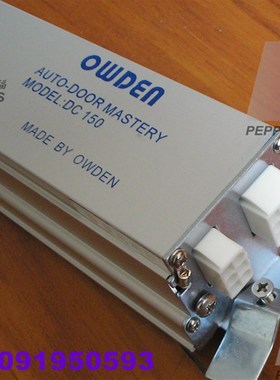 OWDEN
AUTO-DOOR MASTERY
MODEL:DC 150
MADE BY OWDEN
PEPP
091950593